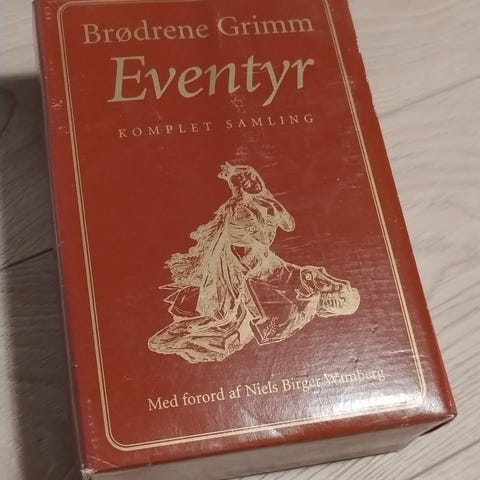 Brødrene Grimm
Eventyr
KOMPLET SAMLING
Med forord af Niels Birger Wamberg